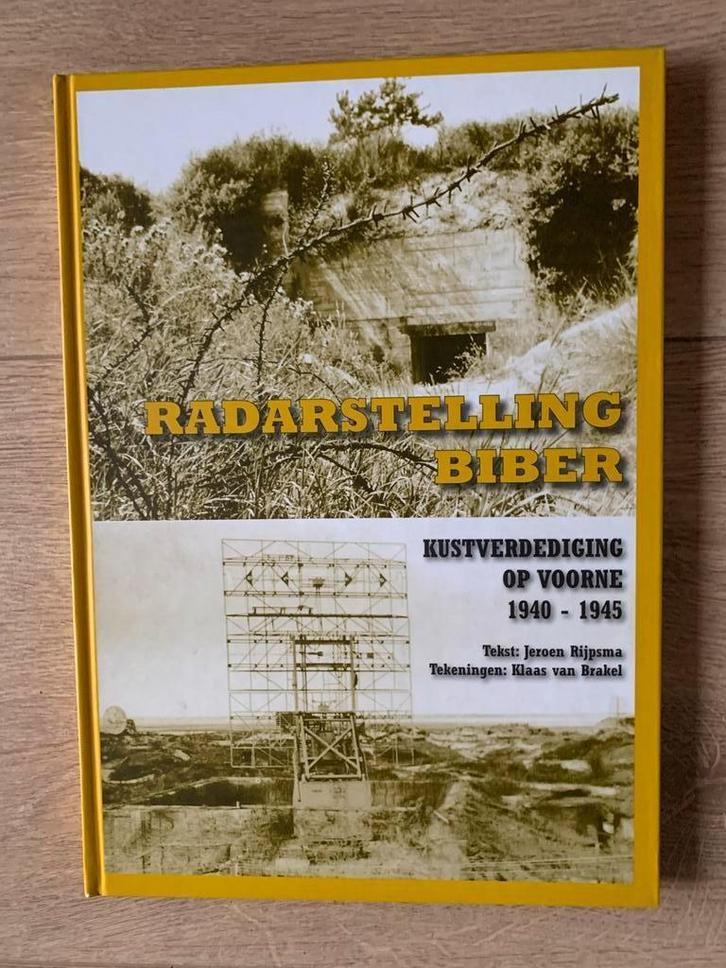 RADARSTELLING
BIBER
KUSTVERDEDIGING
OP VOORNE
1940 - 1945
Tekst: Jeroen Rijpsma
Tekeningen: Klaas van Brakel